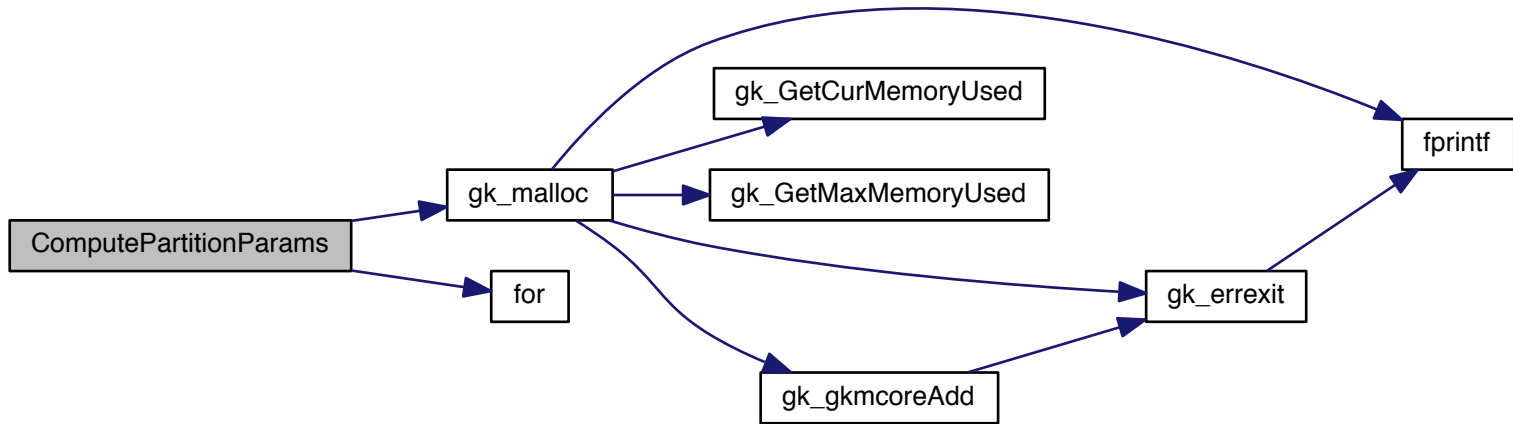 ComputePartitionParams
gk_malloc
for
gk_GetCurMemoryUsed
gk_GetMaxMemoryUsed
gk_gkmcoreAdd
gk_errexit
fprintf